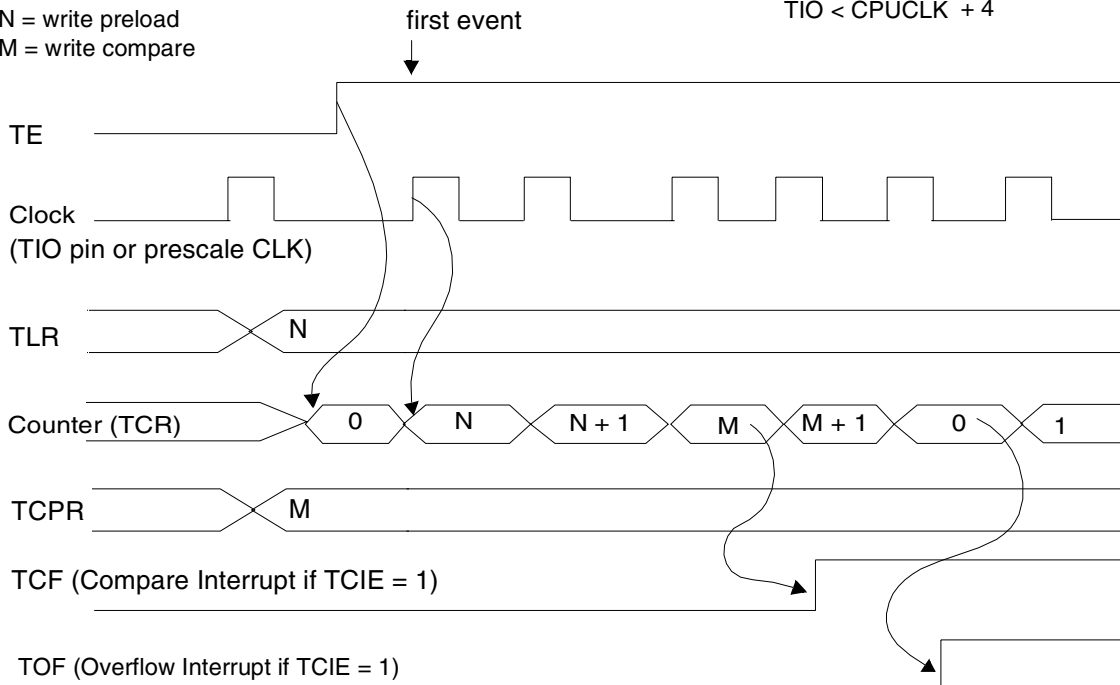 N = write preload
M = write compare
first event
TIO < CPUCLK + 4
TE
Clock
(TIO pin or prescale CLK)
TLR
N
Counter (TCR)
0
N
N + 1
M
M + 1
0
1
TCPR
M
TCF (Compare Interrupt if TCIE = 1)
TOF (Overflow Interrupt if TCIE = 1)